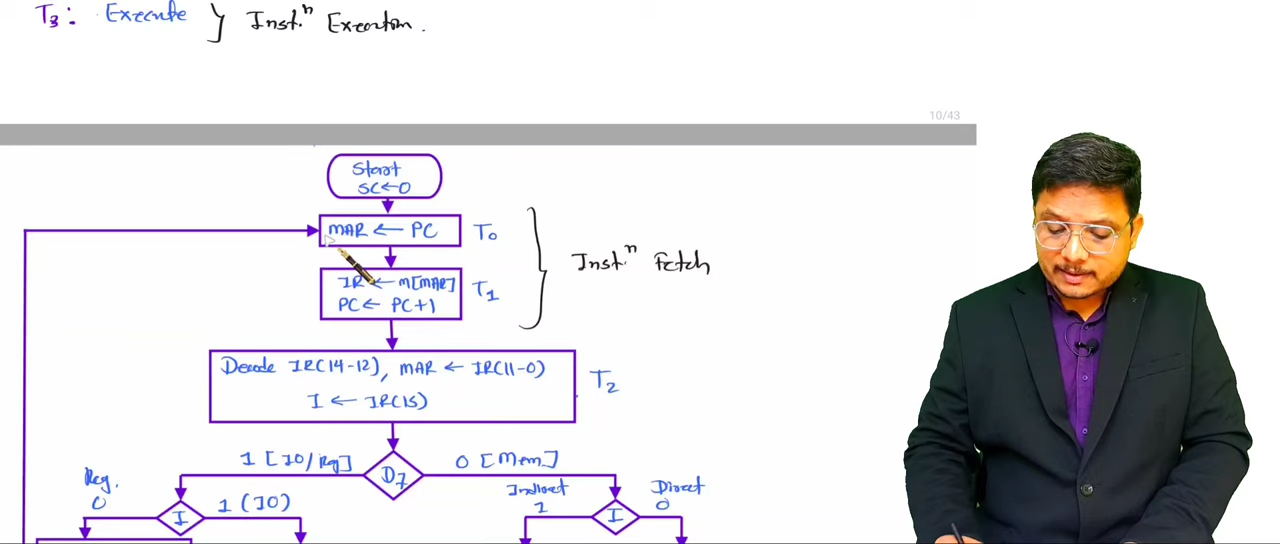 T3: Execute } Inst.n Execution.
10/43
Start
SC←0
MAR ← PC T0
IR ← M[MAR] T1
PC ← PC+1
Inst.n Fetch
Decode IR(14-12), MAR ← IR(11-0) T2
I ← IR(15)
1 [IO/Reg] D7 0 [Mem.]
Reg. 0 I 1 (IO)
Indirect 1 I Direct 0